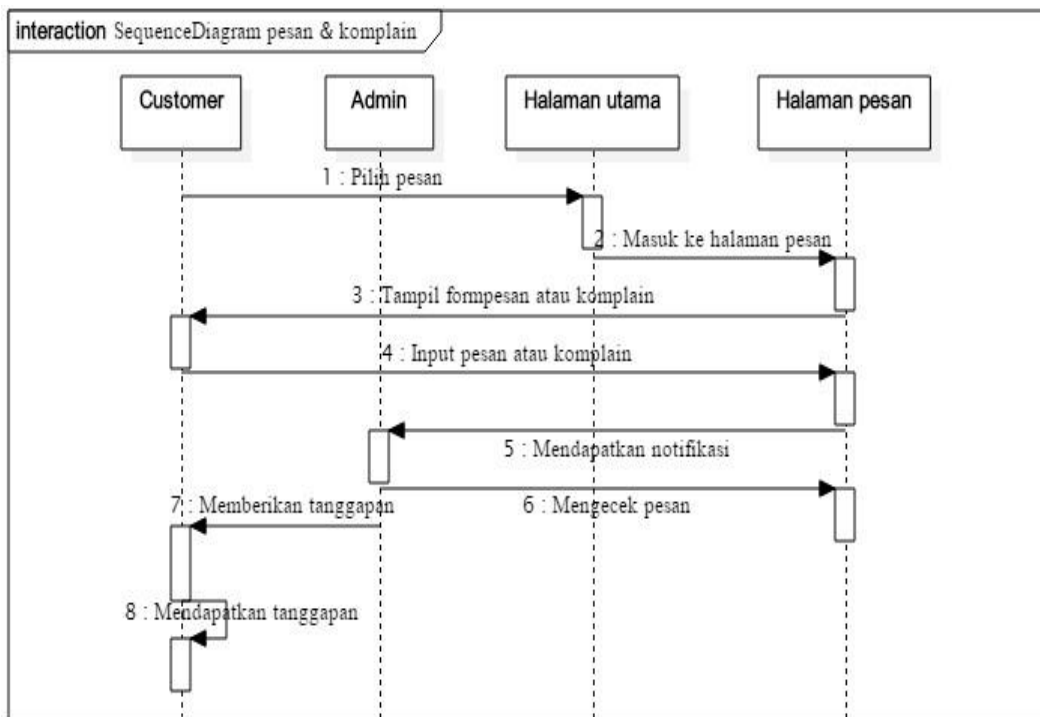 interaction SequenceDiagram pesan & komplain
Customer
Admin
Halaman utama
Halaman pesan
1 : Pilih pesan
2 : Masuk ke halaman pesan
3 : Tampil formpesan atau komplain
4 : Input pesan atau komplain
5 : Mendapatkan notifikasi
7 : Memberikan tanggapan
6 : Mengecek pesan
8 : Mendapatkan tanggapan